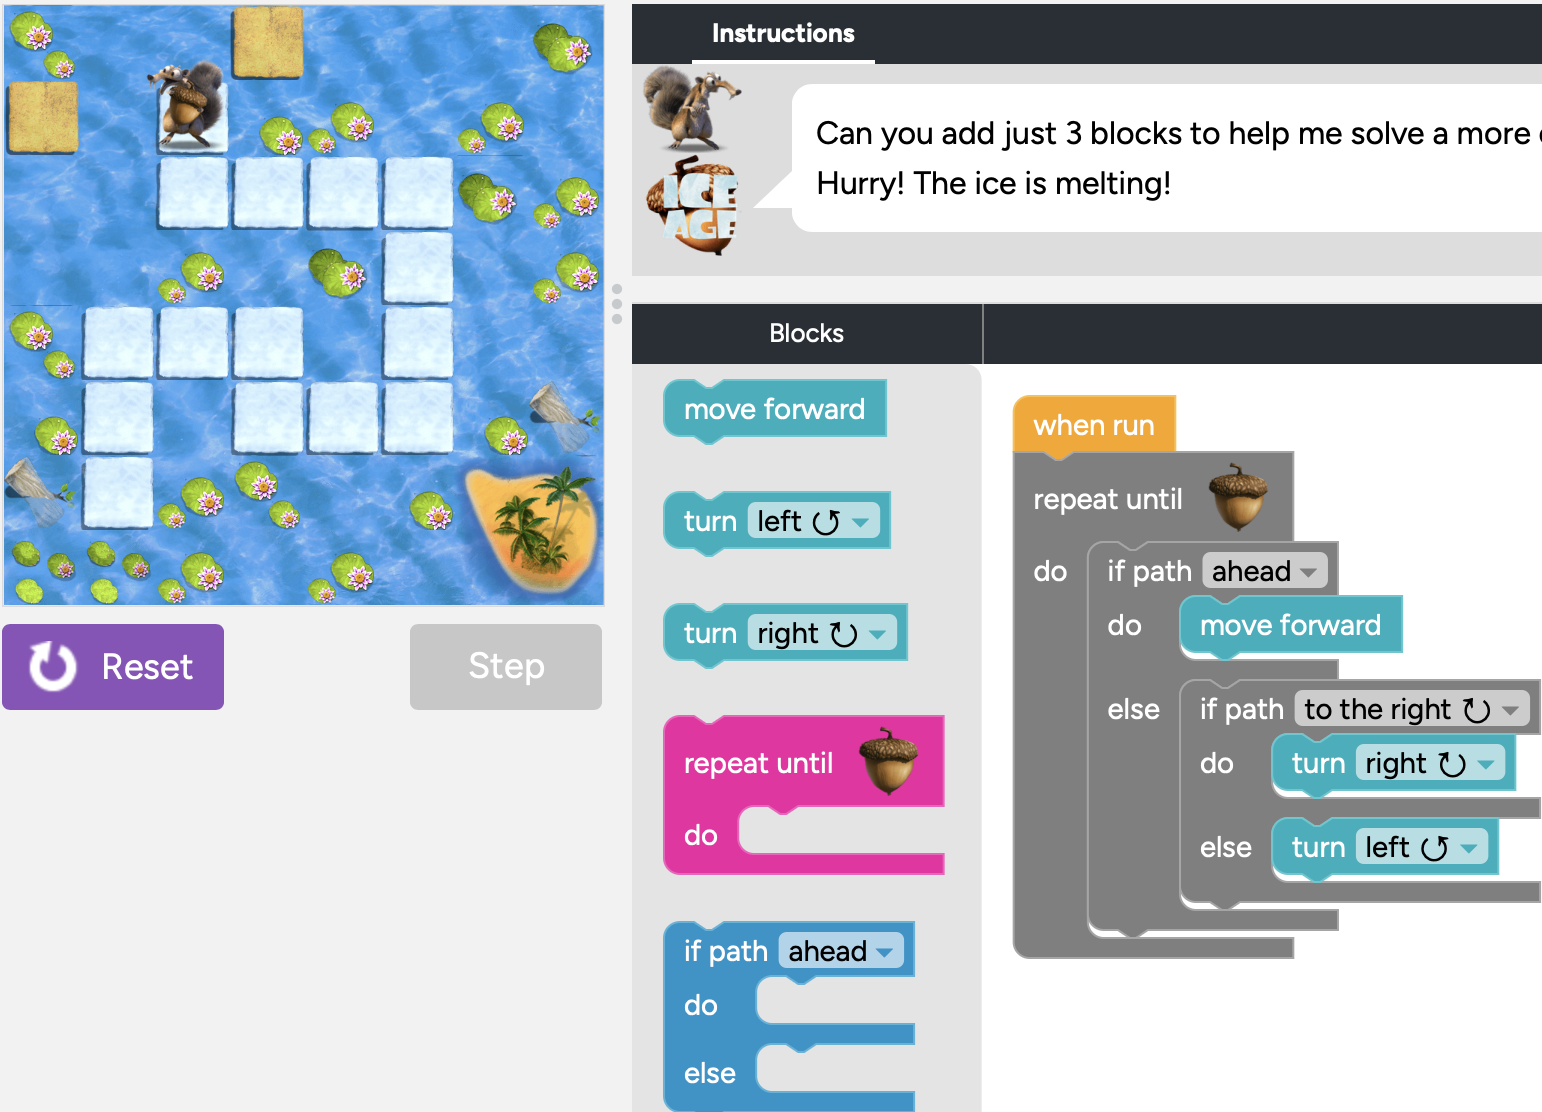 Instructions
Can you add just 3 blocks to help me solve a more
Hurry! The ice is melting!
ICE
AGE
Blocks
move forward
turn left
turn right
repeat until
do
if path ahead
do
else
when run
repeat until
do if path ahead
do move forward
else if path to the right
do turn right
else turn left
Reset
Step